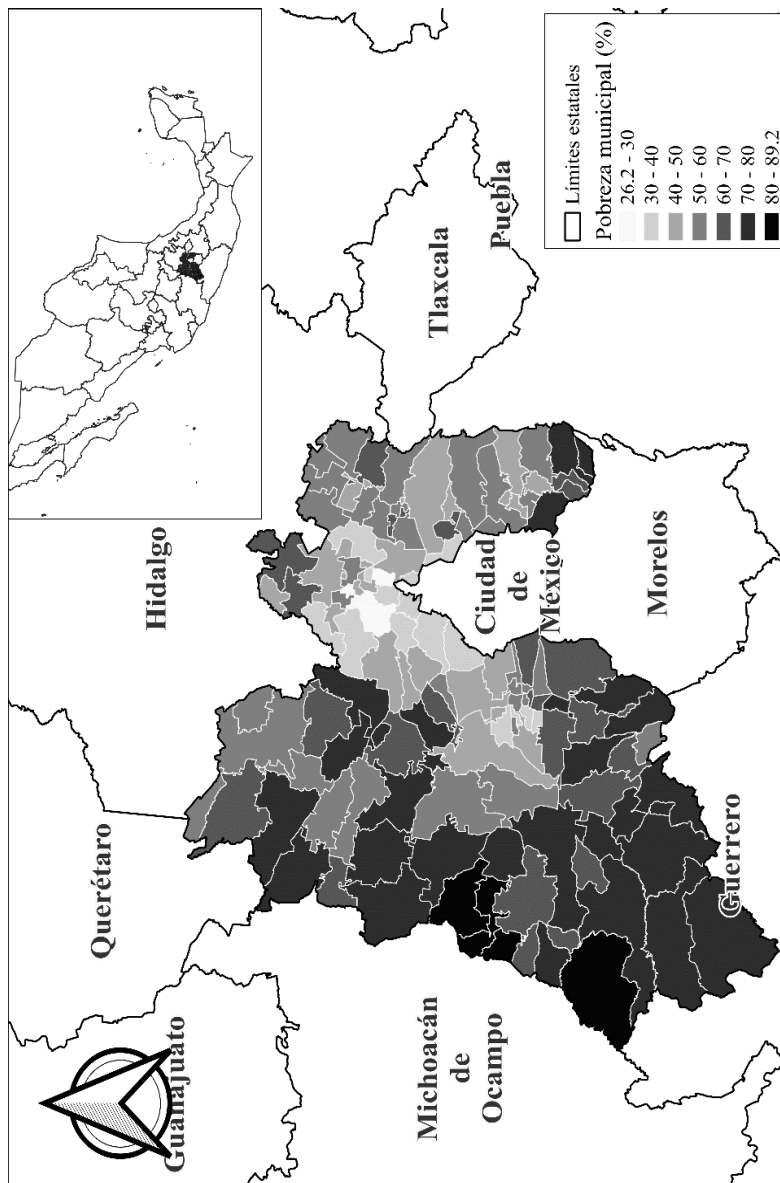 Guanajuato
Querétaro
Hidalgo
Michoacán
de
Ocampo
Ciudad
de
México
Tlaxcala
Puebla
Morelos
Guerrero
Límites estatales
Pobreza municipal (%)
26.2 - 30
30 - 40
40 - 50
50 - 60
60 - 70
70 - 80
80 - 89.2